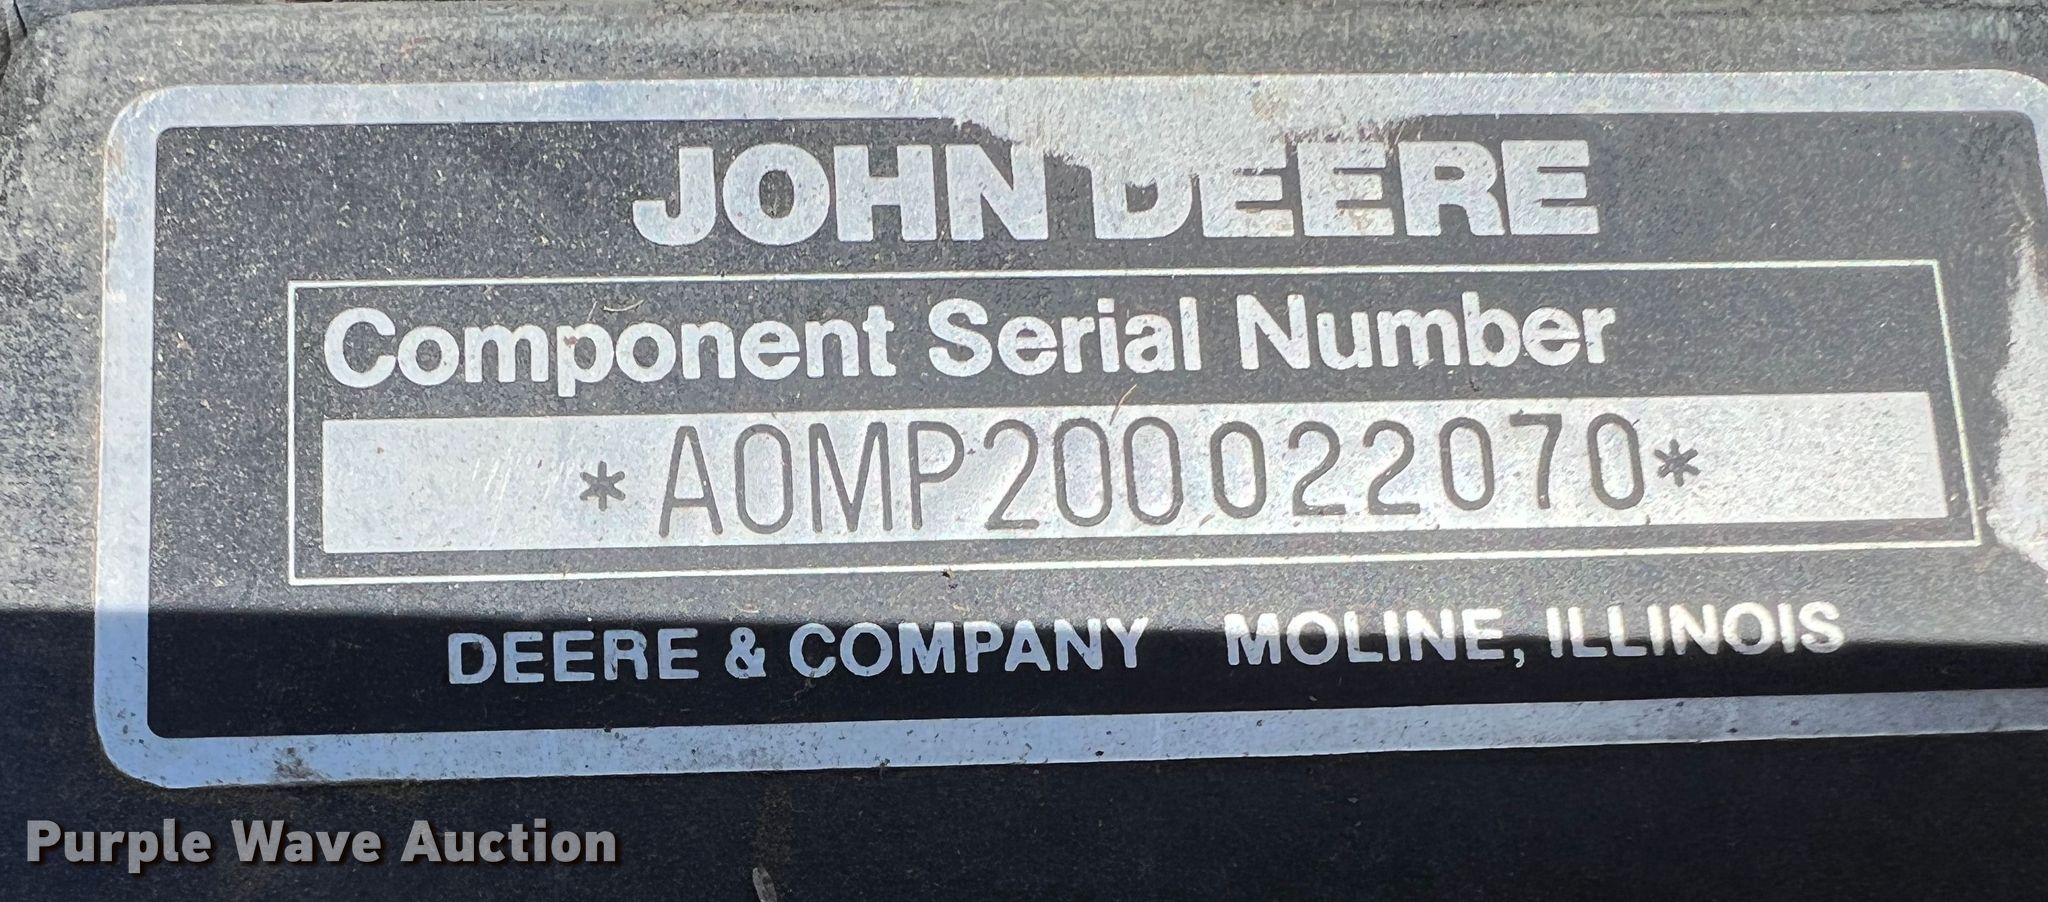 JOHN DEERE
Component Serial Number
*A0MP200022070*
DEERE & COMPANY MOLINE, ILLINOIS
Purple Wave Auction